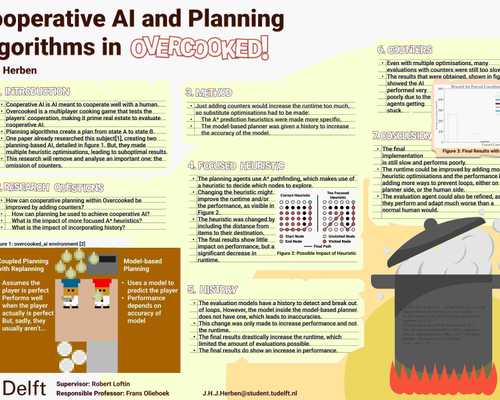 ooperative AI and Planning
lgorithms in OVERCOOKED!
Herben
1. INTRODUCTION
• Cooperative AI is AI meant to cooperate well with a human.
• Overcooked is a multiplayer cooking game that tests the
players' cooperation, making it prime real estate to evaluate
cooperative AI.
• Planning algorithms create a plan from state A to state B.
• One paper already researched this subject[1], creating two
planning-based AI, detailed in figure 1. But, they made
multiple heuristic optimisations, leading to suboptimal results.
• This research will remove and analyse an important one: the
omission of counters.
2. RESEARCH QUESTIONS
• How can cooperative planning within Overcooked be
improved by adding counters?
◦ How can planning be used to achieve cooperative AI?
◦ What is the impact of more focused A* heuristics?
◦ What is the impact of incorporating history?
gure 1: overcooked_ai environment [2]
Coupled Planning
with Replanning
• Assumes the
player is perfect
• Performs well
when the player
actually is perfect
• But, sadly, they
usually aren't...
Model-based
Planning
• Uses a model to
predict the player
• Performance
depends on
accuracy of
model
3. METHOD
• Just adding counters would increase the runtime too much,
so substitute optimisations had to be made:
◦ The A* prediction heuristics were made more specific.
◦ The model-based planner was given a history to increase
the accuracy of the model.
4. FOCUSED HEURISTIC
• The planning agents use A* pathfinding, which makes use of
a heuristic to decide which nodes to explore.
• Changing the heuristic might
improve the runtime and/or
the performance, as visible in
Figure 2.
• The heuristic was changed by
including the distance from
items to their destination.
• The final results show little
impact on performance, but a
significant decrease in
runtime.
Current Heuristic
The Focused Heuristic
Start Node
End Node
Visited Node
Unvisited Node
Final Path
Figure 2: Possible Impact of Heuristic
5. HISTORY
• The evaluation models have a history to detect and break out
of loops. However, the model inside the model-based planner
does not have one, which leads to inaccuracies.
• This change was only made to increase performance and not
the runtime.
• The final results drastically increase the runtime, which
limited the amount of evaluations possible.
• The final results do show an increase in performance.
6. COUNTERS
• Even with multiple optimisations, many
evaluations with counters were still too slow
• The results that were obtained, shown in fig
showed the AI
performed very
poorly due to the
agents getting
stuck.
Figure 3: Final Results with
7. CONCLUSION
• The final
implementation
is still slow and performs poorly.
• The runtime could be improved by adding mo
heuristic optimisations and the performance b
adding more ways to prevent loops, either on
planner side, or the human side.
• The evaluation agent could also be refined, as
they perform and adapt much worse than a
normal human would.
Delft
Supervisor: Robert Loftin
Responsible Professor: Frans Oliehoek
J.H.J.Herben@student.tudelft.nl